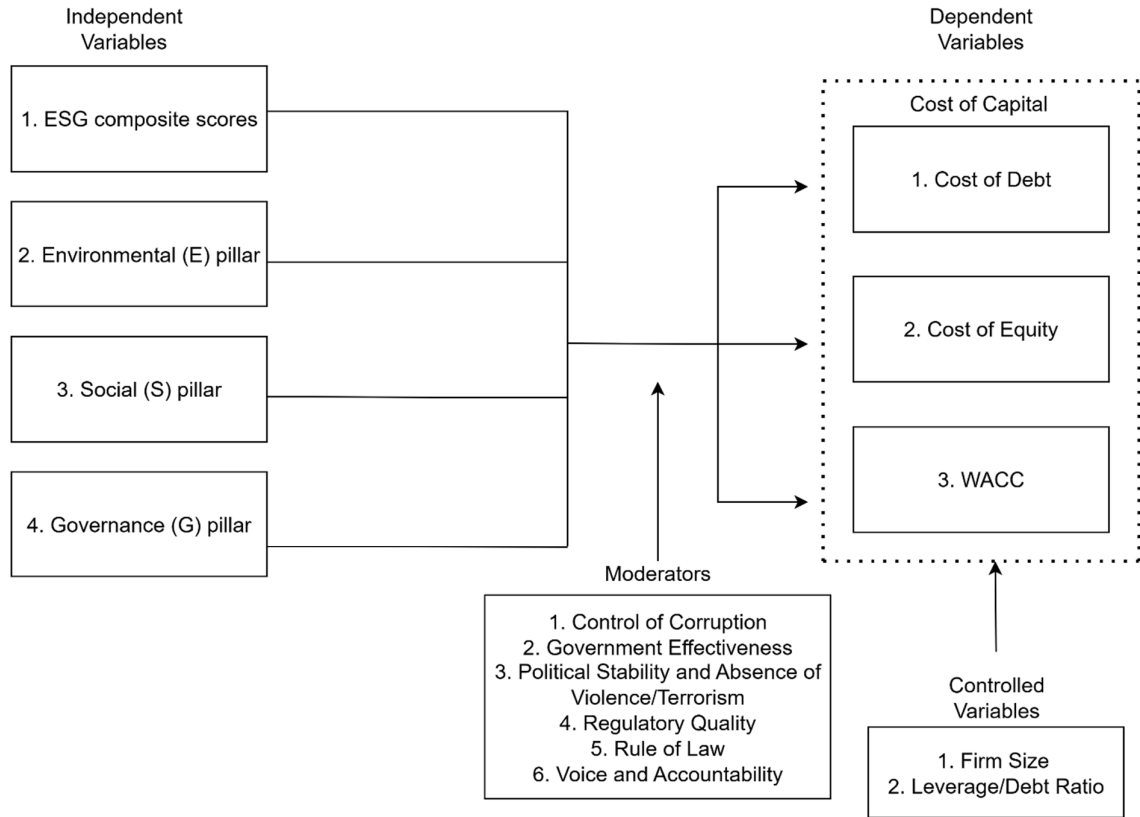 Independent
Variables
1. ESG composite scores
2. Environmental (E) pillar
3. Social (S) pillar
4. Governance (G) pillar
Dependent
Variables
Cost of Capital
1. Cost of Debt
2. Cost of Equity
3. WACC
Moderators
1. Control of Corruption
2. Government Effectiveness
3. Political Stability and Absence of
Violence/Terrorism
4. Regulatory Quality
5. Rule of Law
6. Voice and Accountability
Controlled
Variables
1. Firm Size
2. Leverage/Debt Ratio